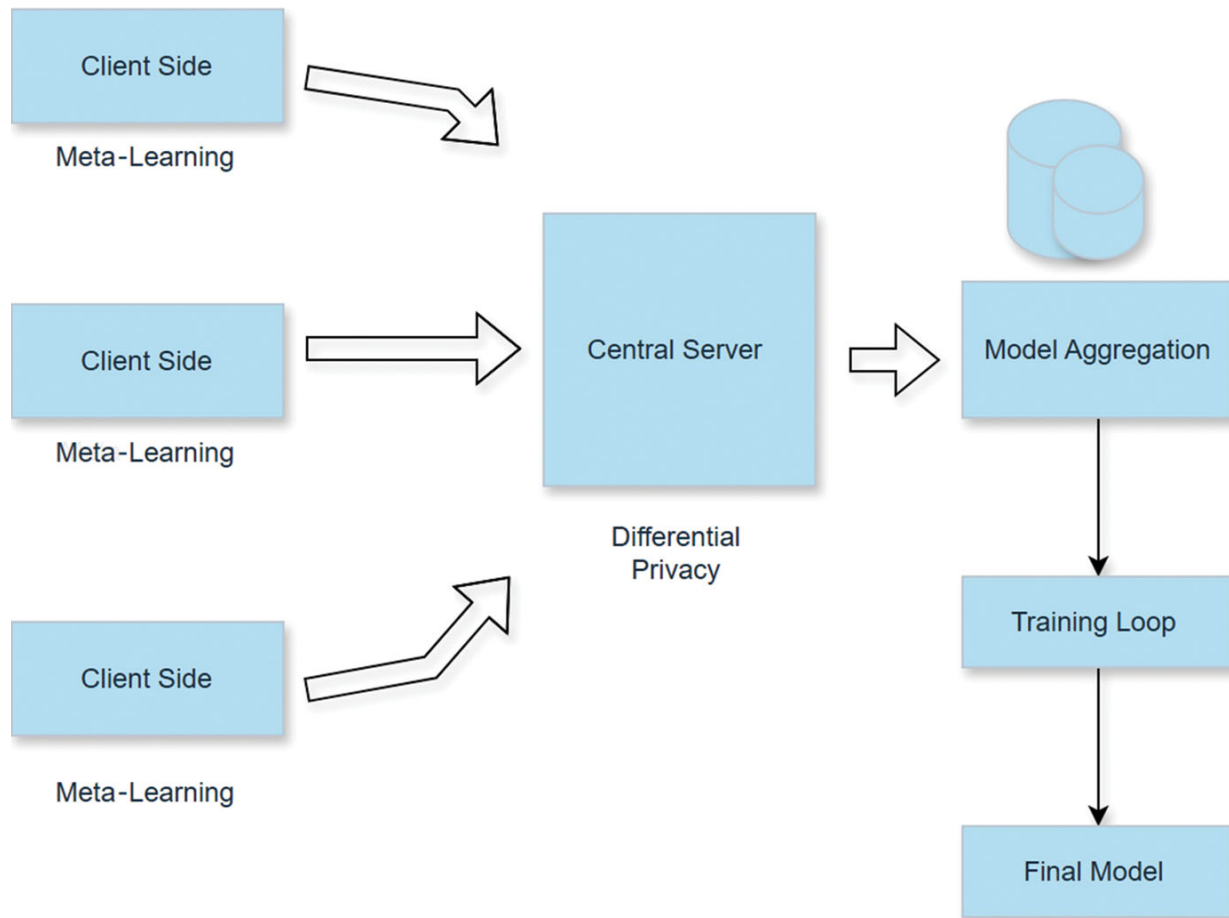 Client Side
Meta-Learning
Client Side
Meta-Learning
Client Side
Meta-Learning
Central Server
Differential
Privacy
Model Aggregation
Training Loop
Final Model